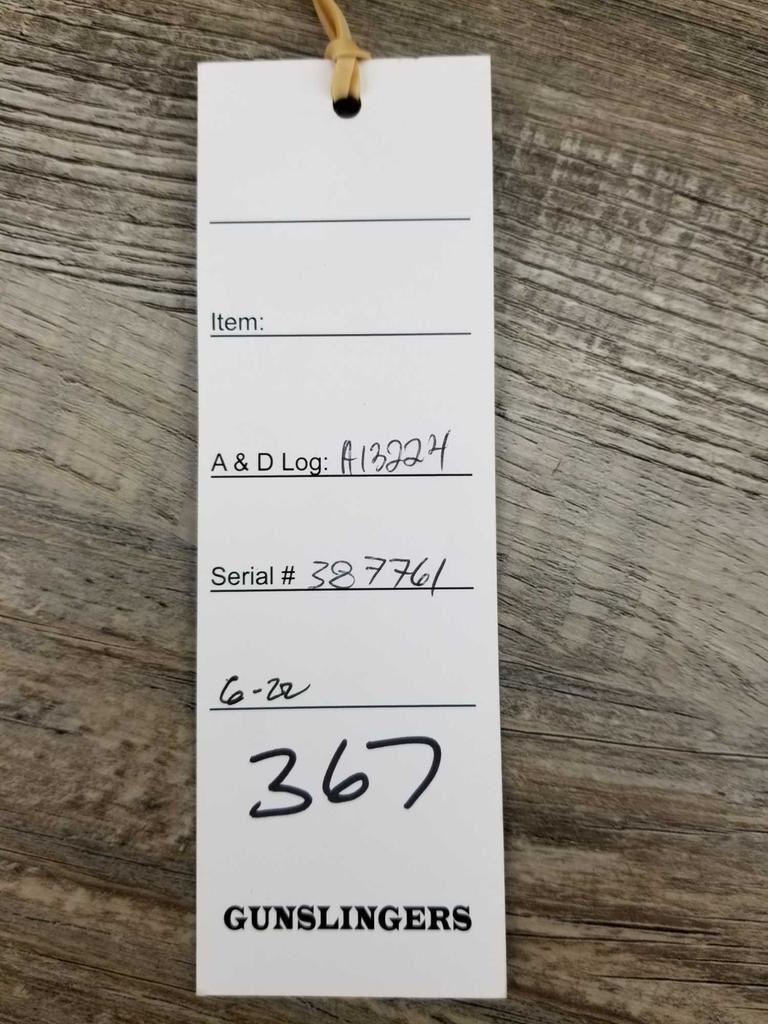 Item:
A & D Log: A13224
Serial # 387761
6-22
367
GUNSLINGERS